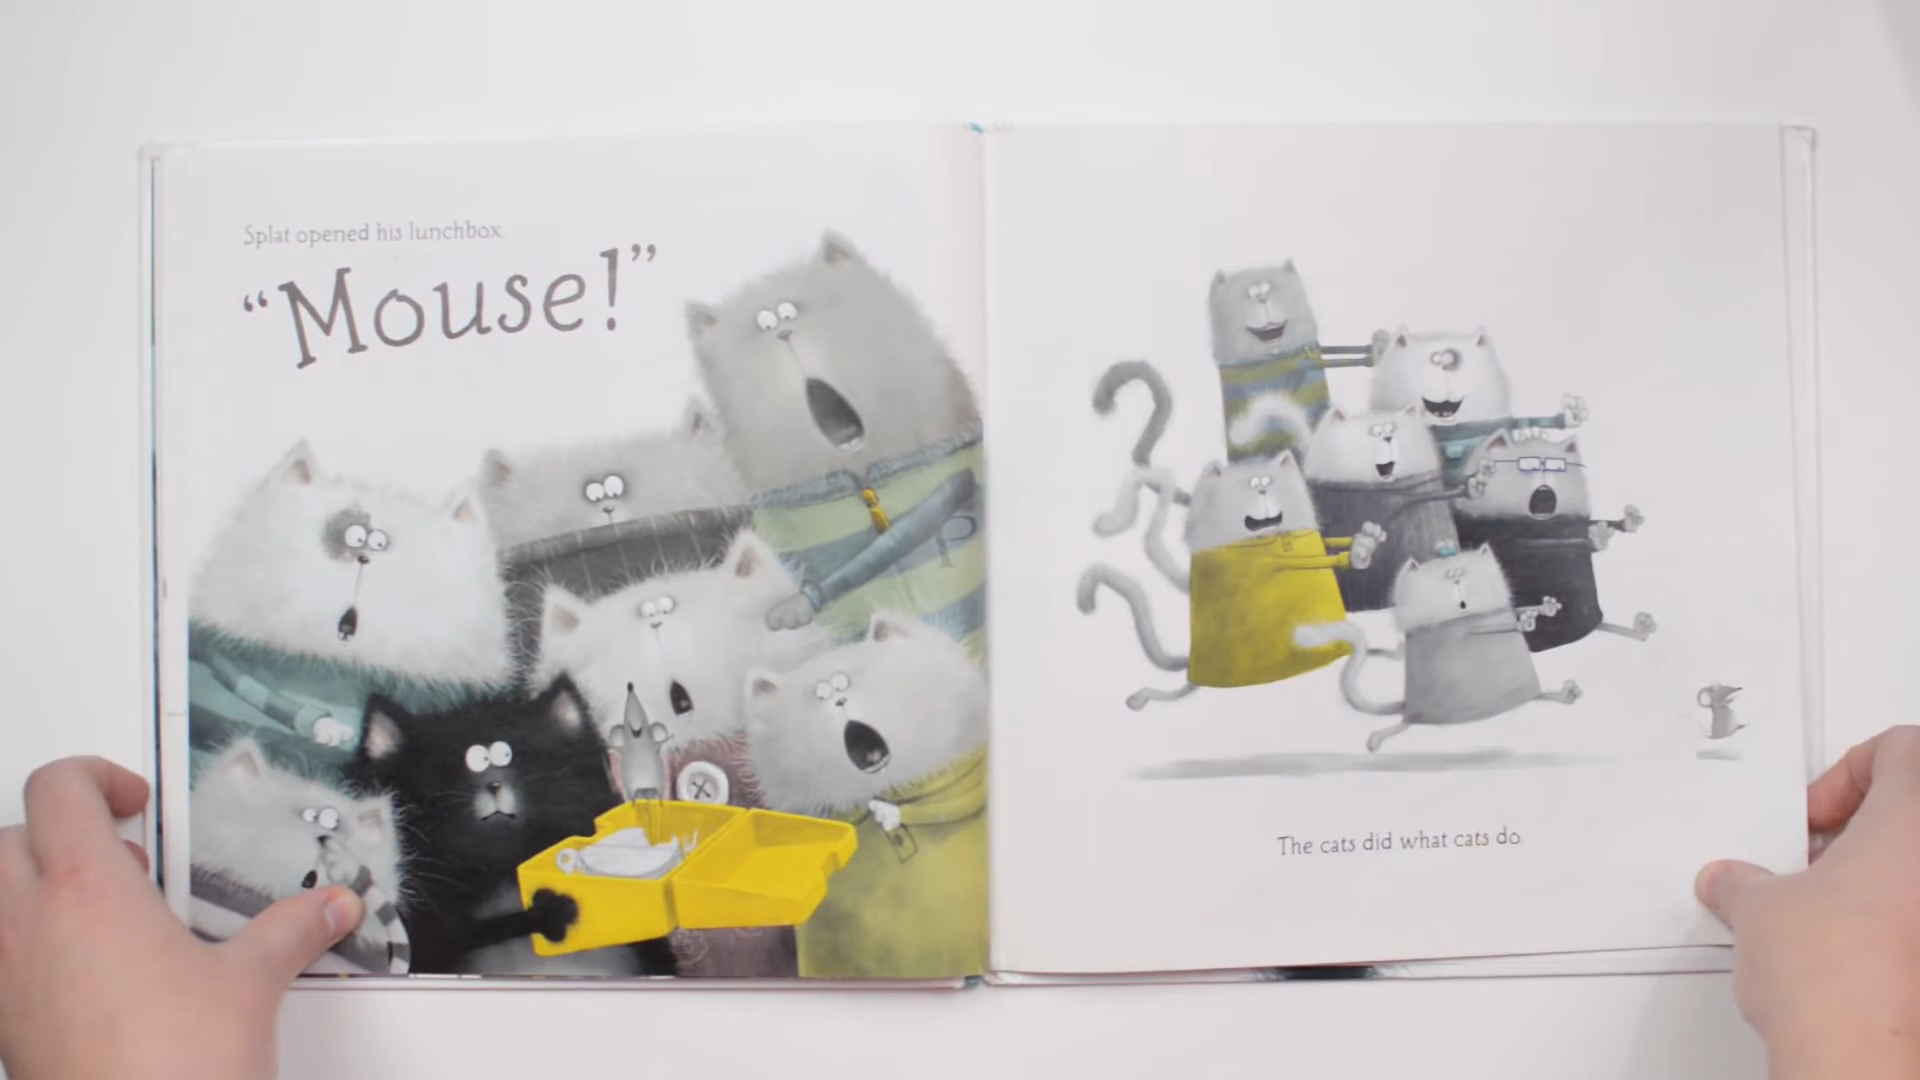 Splat opened his lunchbox.
“Mouse!”
The cats did what cats do.